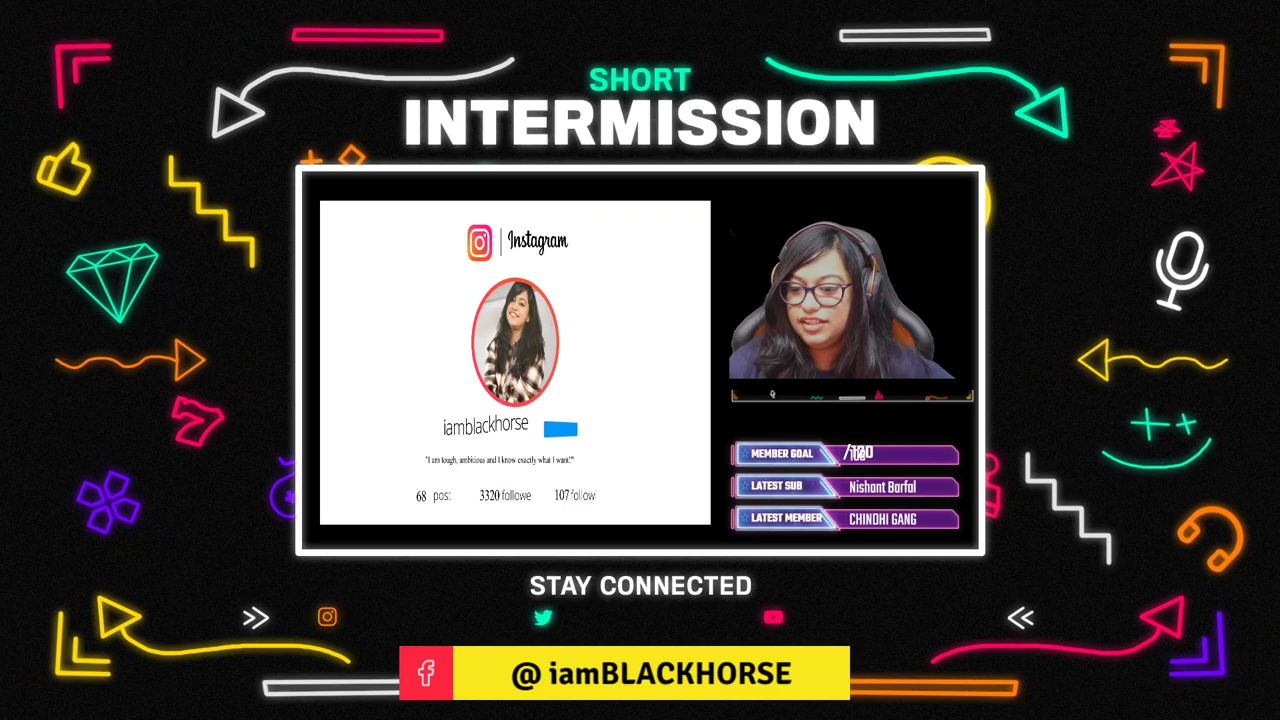 SHORT
INTERMISSION
Instagram
iamblackhorse
"I am tough, ambitious and I know exactly what I want!""
68 pos:
3320 followe
107 follow
MEMBER GOAL
LATEST SUB Nishant Barfal
LATEST MEMBER CHINDHI GANG
STAY CONNECTED
@ iamBLACKHORSE